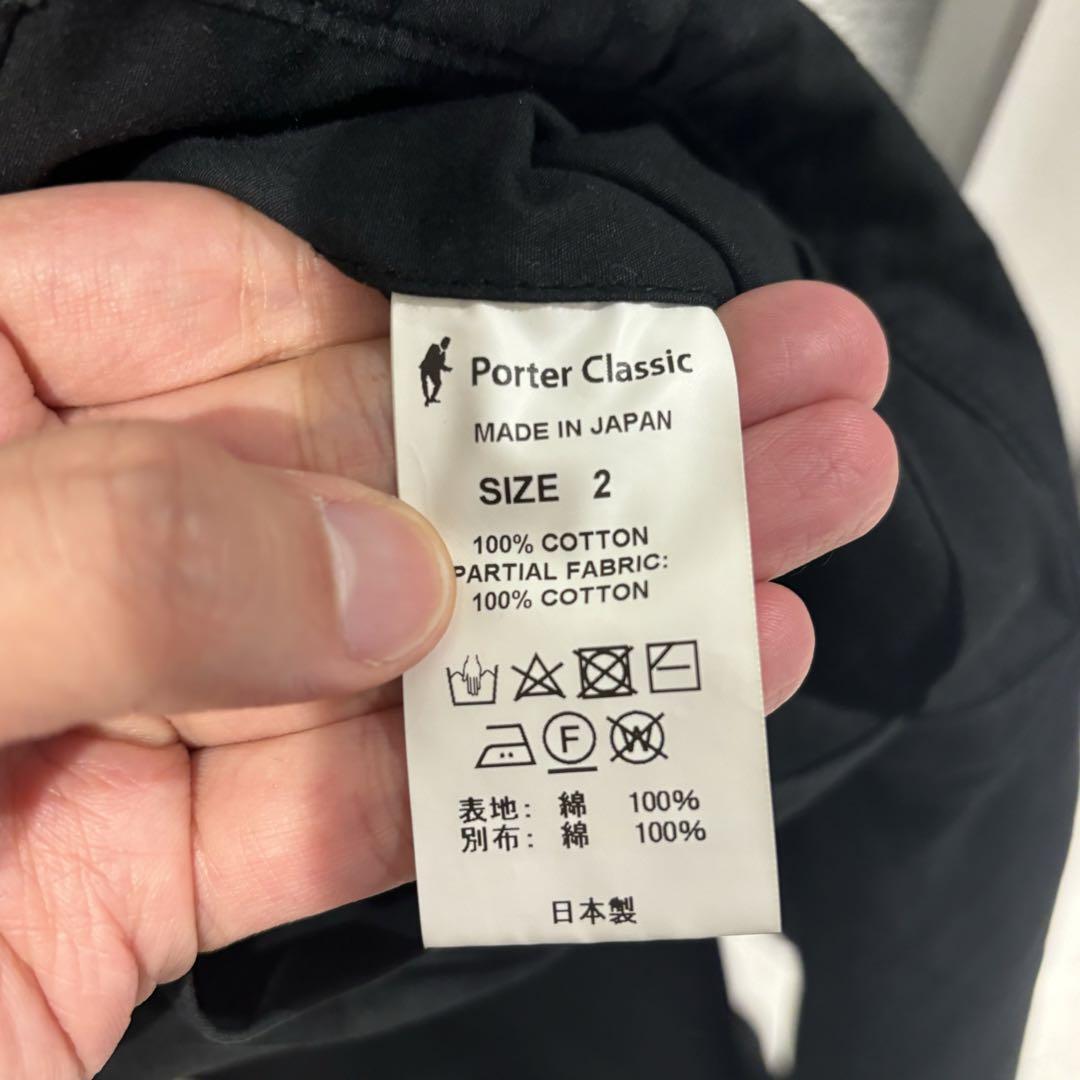 Porter Classic
MADE IN JAPAN
SIZE 2
100% COTTON
PARTIAL FABRIC:
100% COTTON
F
W
表地: 綿 100%
別布: 綿 100%
日本製